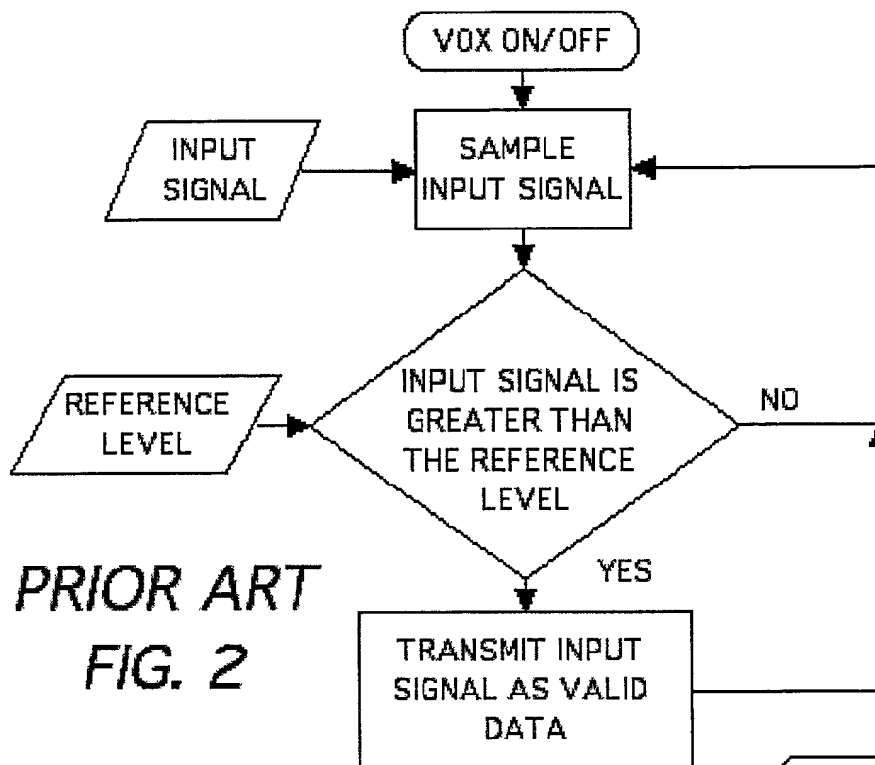 VOX ON/OFF
INPUT
SIGNAL
SAMPLE
INPUT SIGNAL
REFERENCE
LEVEL
INPUT SIGNAL IS
GREATER THAN
THE REFERENCE
LEVEL
NO
YES
PRIOR ART
FIG. 2
TRANSMIT INPUT
SIGNAL AS VALID
DATA